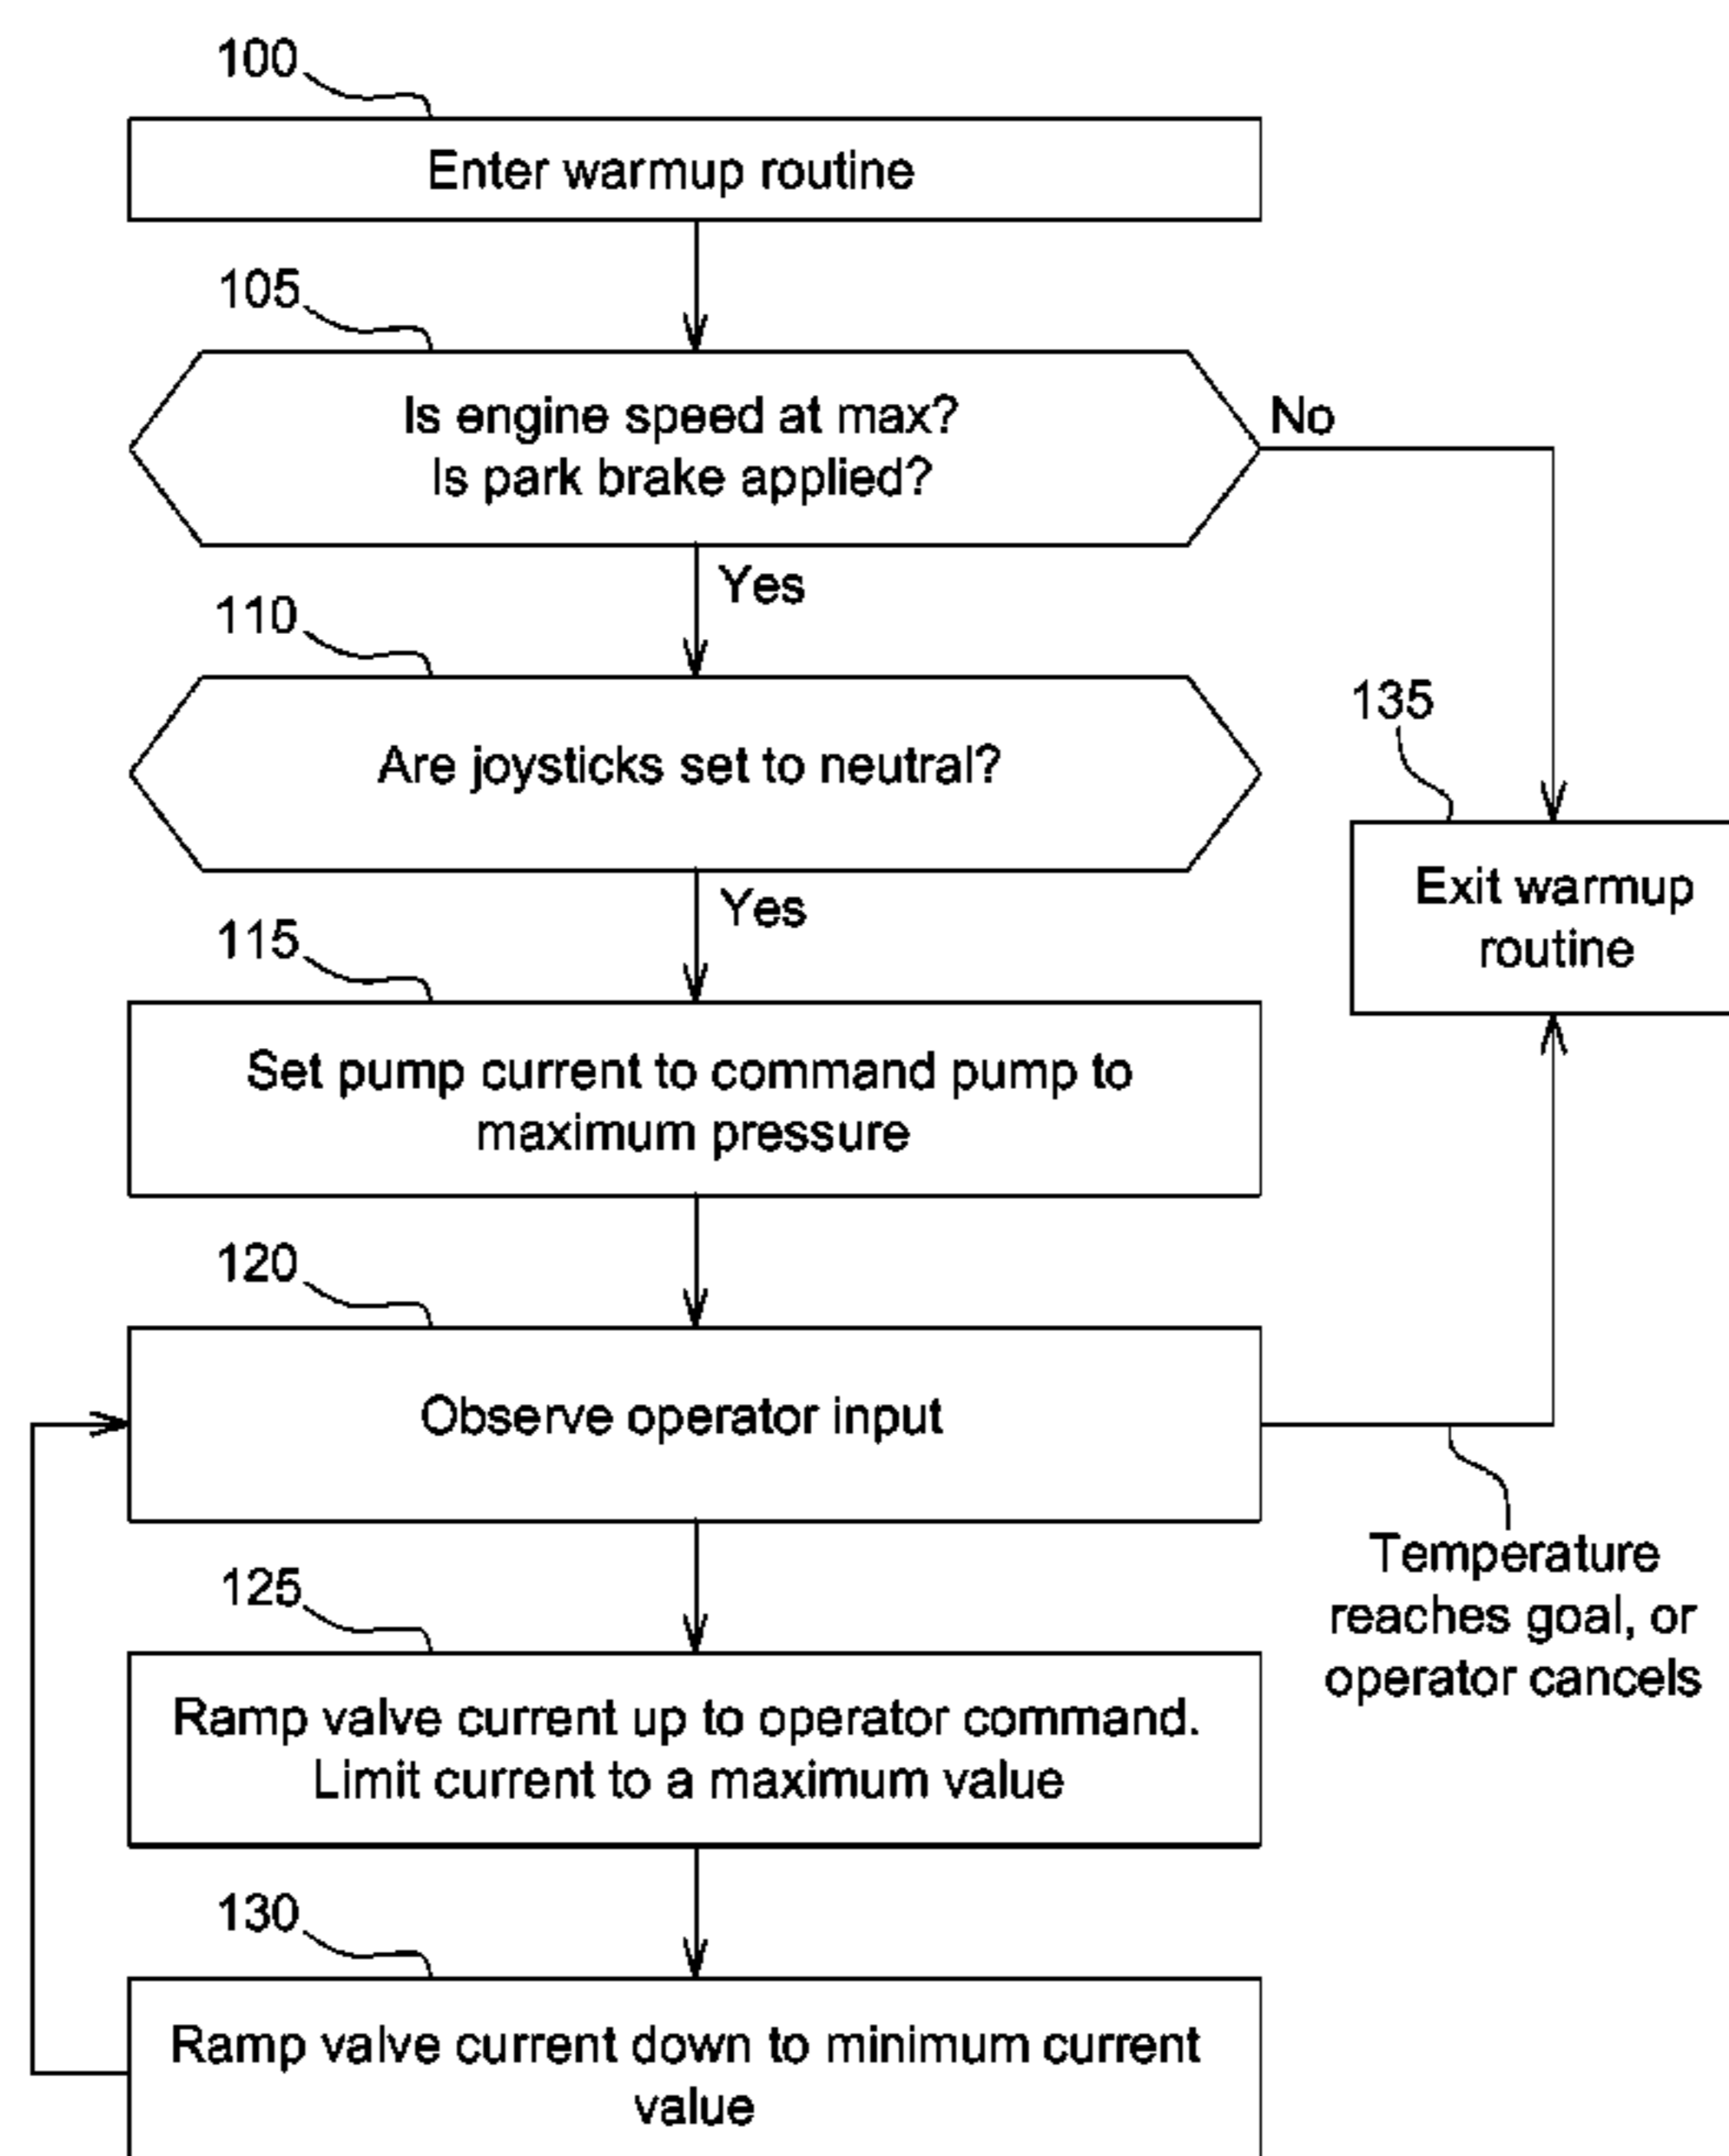 100
Enter warmup routine
105
Is engine speed at max?
Is park brake applied?
No
Yes
110
Are joysticks set to neutral?
135
Exit warmup
routine
Yes
115
Set pump current to command pump to
maximum pressure
120
Observe operator input
Temperature
reaches goal, or
operator cancels
125
Ramp valve current up to operator command.
Limit current to a maximum value
130
Ramp valve current down to minimum current
value